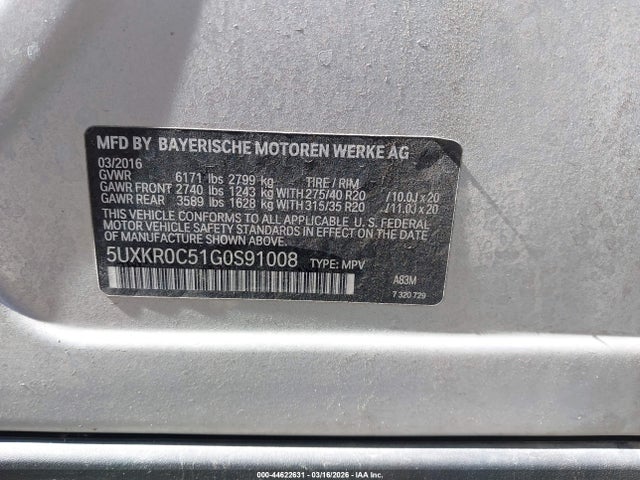 MFD BY BAYERISCHE MOTOREN WERKE AG
03/2016
GVWR 6171 lbs 2799 kg TIRE / RIM
GAWR FRONT 2740 lbs 1243 kg WITH 275/40 R20 / 10.0J x 20
GAWR REAR 3589 lbs 1628 kg WITH 315/35 R20 / 11.0J x 20
THIS VEHICLE CONFORMS TO ALL APPLICABLE U. S. FEDERAL
MOTOR VEHICLE SAFETY STANDARDS IN EFFECT ON THE DATE OF
MANUFACTURE SHOWN ABOVE.
5UXKR0C51G0S91008 TYPE: MPV
A83M
7 320 729
000-44622631 - 03/16/2026 - IAA Inc.